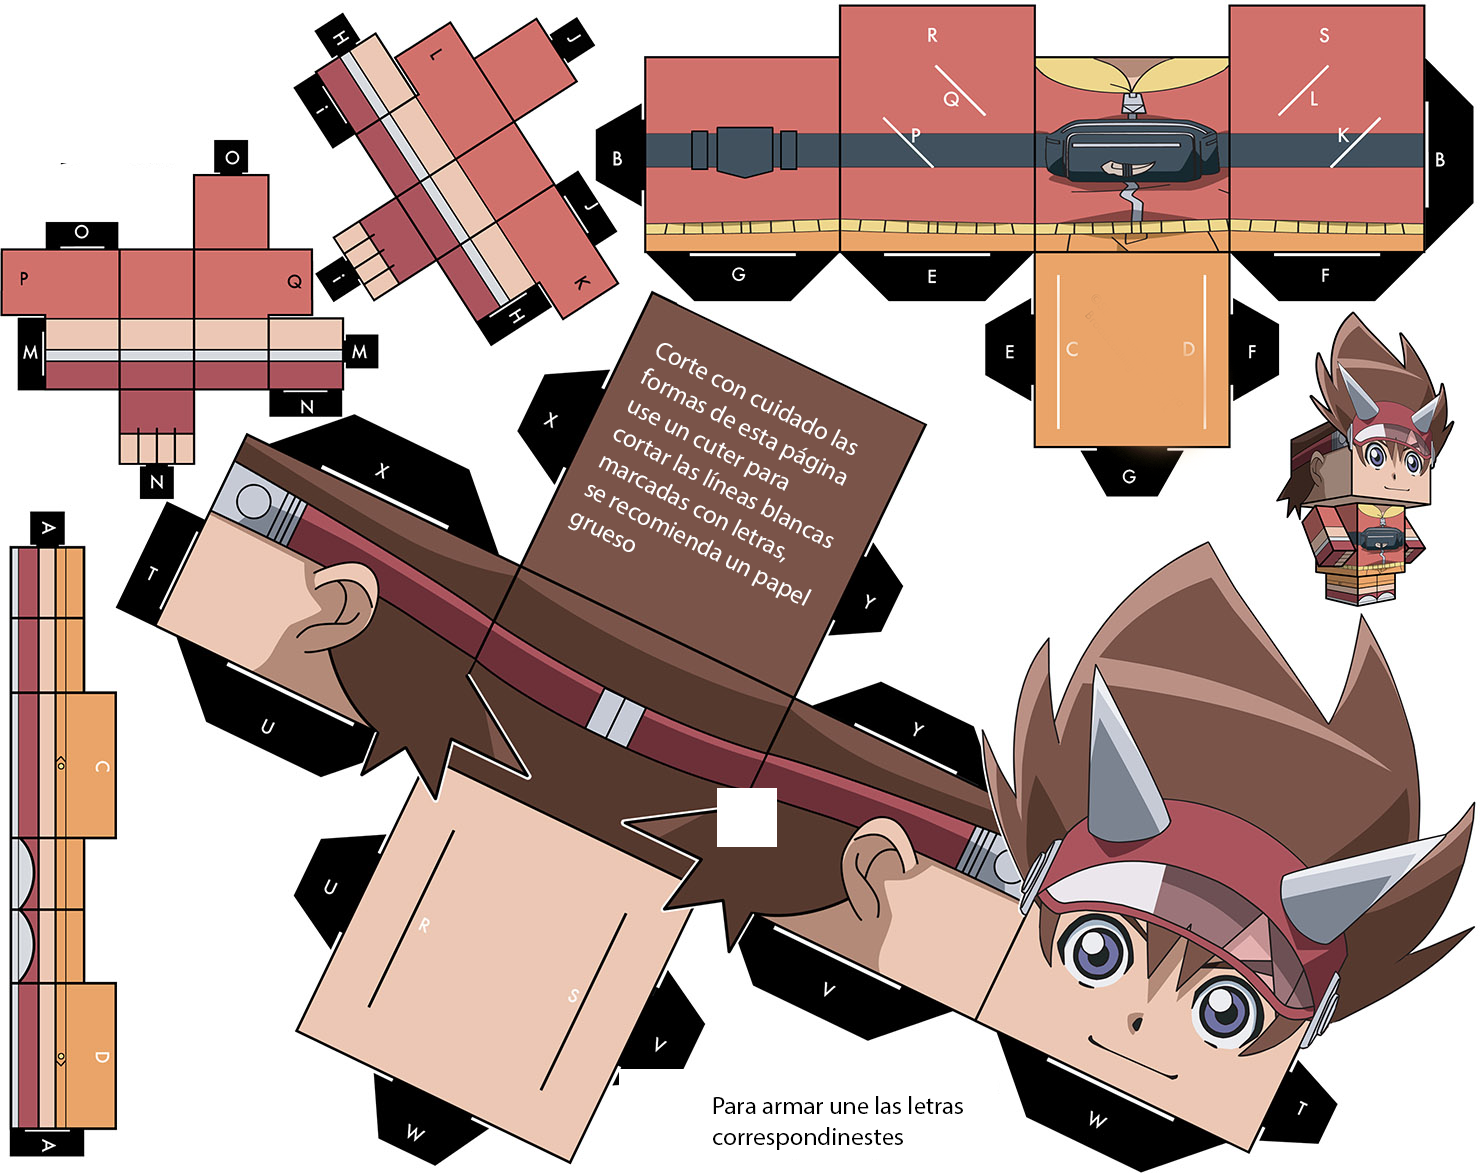 H
J
L
i
R
S
Q
L
P
K
B
B
O
J
O
P
Q
i
K
H
G
E
F
M
M
E
C
D
F
N
N
G
Corte con cuidado las
formas de esta página
use un cuter para
cortar las líneas blancas
marcadas con letras,
se recomienda un papel
grueso
X
X
A
T
Y
U
Y
C
U
R
S
V
V
D
W
W
T
A
Para armar une las letras
correspondinestes